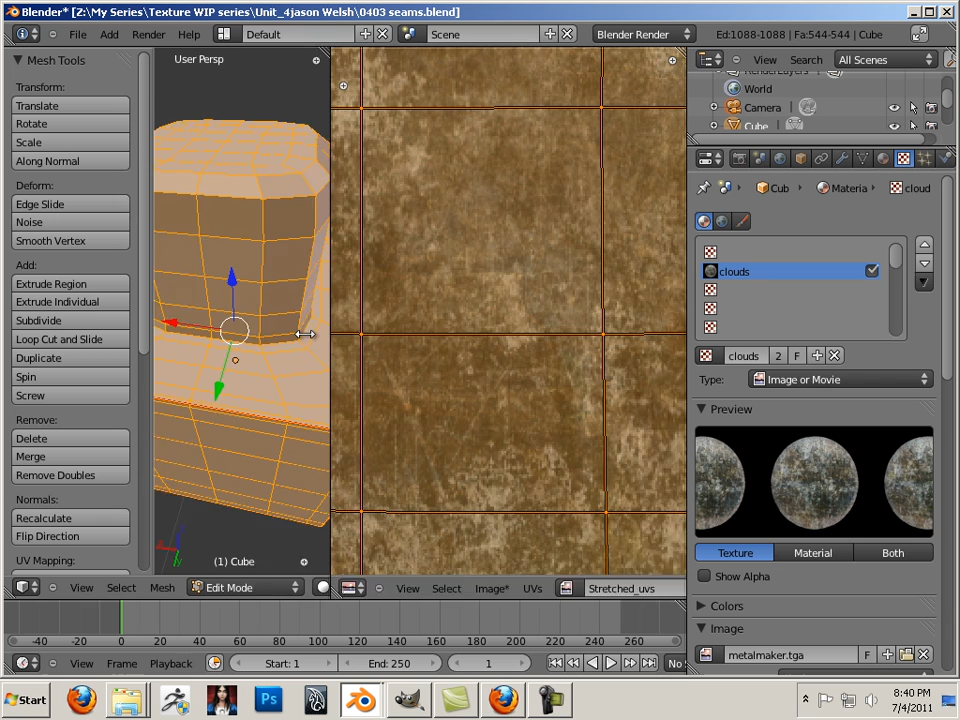 Blender* [Z:\My Series\Texture WIP series\Unit_4jason Welsh\0403 seams.blend]
File Add Render Help Default Scene Blender Render Ed:1088-1088 | Fa:544-544 | Cube
Mesh Tools
Transform:
Translate
Rotate
Scale
Along Normal
Deform:
Edge Slide
Noise
Smooth Vertex
Add:
Extrude Region
Extrude Individual
Subdivide
Loop Cut and Slide
Duplicate
Spin
Screw
Remove:
Delete
Merge
Remove Doubles
Normals:
Recalculate
Flip Direction
UV Mapping:
User Persp
(1) Cube
View Select Mesh Edit Mode
View Select Image* UVs Stretched_uvs
View Search All Scenes
RenderLayers
World
Camera
Cube
Cub Materia cloud
clouds
clouds 2 F
Type: Image or Movie
Preview
Texture Material Both
Show Alpha
Colors
Image
metalmaker.tga F
-40 -20 0 20 40 60 80 100 120 140 160 180 200 220 240 260
View Frame Playback Start: 1 End: 250 1 No
Start Ps 8:40 PM
7/4/2011